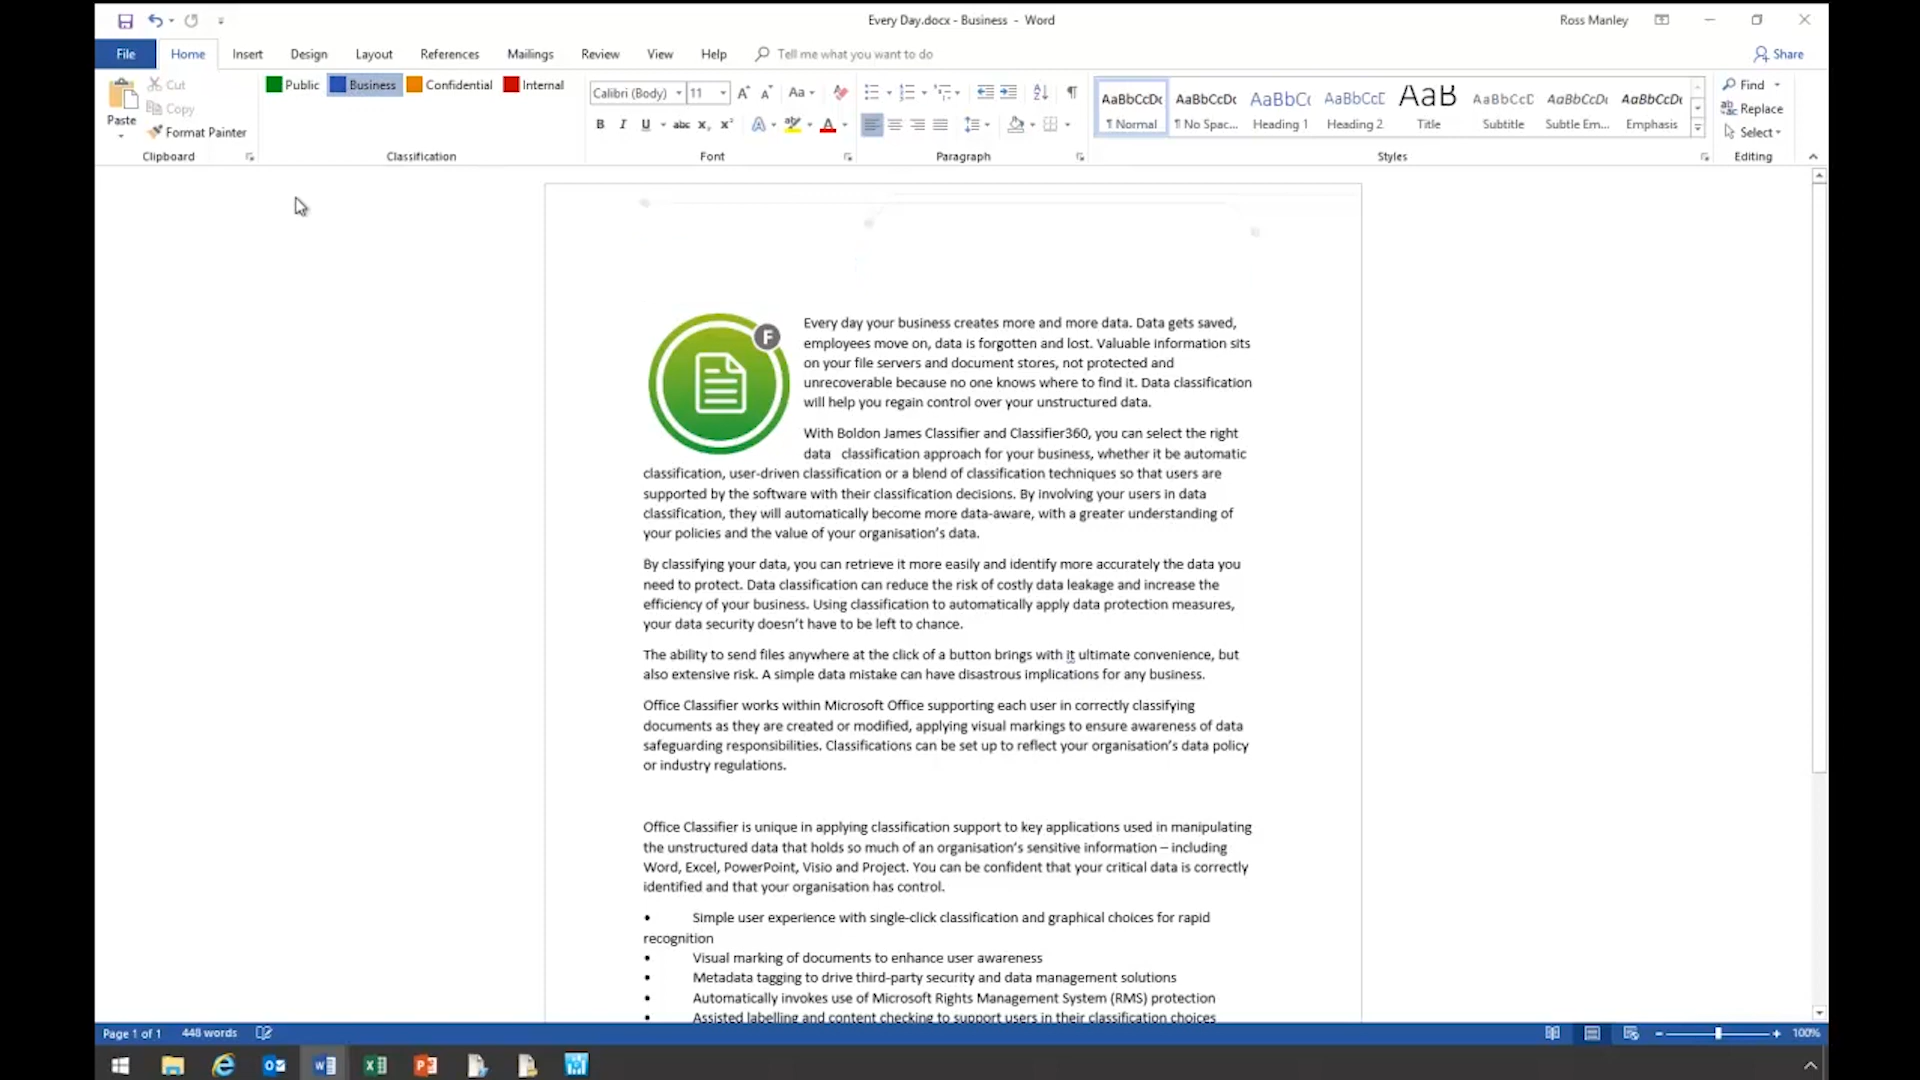 Every Day.docx - Business - Word
Ross Manley
File Home Insert Design Layout References Mailings Review View Help Tell me what you want to do
Share
Paste
Cut
Copy
Format Painter
Clipboard
Public Business Confidential Internal
Classification
Calibri (Body) 11
Aa
B I U abc x₂ x²
A
Font
Paragraph
AaBbCcDc AaBbCcDc AaBbCc AaBbCcD AaB AaBbCcD AaBbCcDc AaBbCcDc
¶ Normal ¶ No Spac... Heading 1 Heading 2 Title Subtitle Subtle Em... Emphasis
Styles
Find
Replace
Select
Editing
F
Every day your business creates more and more data. Data gets saved,
employees move on, data is forgotten and lost. Valuable information sits
on your file servers and document stores, not protected and
unrecoverable because no one knows where to find it. Data classification
will help you regain control over your unstructured data.
With Boldon James Classifier and Classifier360, you can select the right
data classification approach for your business, whether it be automatic
classification, user-driven classification or a blend of classification techniques so that users are
supported by the software with their classification decisions. By involving your users in data
classification, they will automatically become more data-aware, with a greater understanding of
your policies and the value of your organisation's data.
By classifying your data, you can retrieve it more easily and identify more accurately the data you
need to protect. Data classification can reduce the risk of costly data leakage and increase the
efficiency of your business. Using classification to automatically apply data protection measures,
your data security doesn't have to be left to chance.
The ability to send files anywhere at the click of a button brings with it ultimate convenience, but
also extensive risk. A simple data mistake can have disastrous implications for any business.
Office Classifier works within Microsoft Office supporting each user in correctly classifying
documents as they are created or modified, applying visual markings to ensure awareness of data
safeguarding responsibilities. Classifications can be set up to reflect your organisation's data policy
or industry regulations.
Office Classifier is unique in applying classification support to key applications used in manipulating
the unstructured data that holds so much of an organisation's sensitive information – including
Word, Excel, PowerPoint, Visio and Project. You can be confident that your critical data is correctly
identified and that your organisation has control.
• Simple user experience with single-click classification and graphical choices for rapid
recognition
• Visual marking of documents to enhance user awareness
• Metadata tagging to drive third-party security and data management solutions
• Automatically invokes use of Microsoft Rights Management System (RMS) protection
• Assisted labelling and content checking to support users in their classification choices
Page 1 of 1 448 words
100%